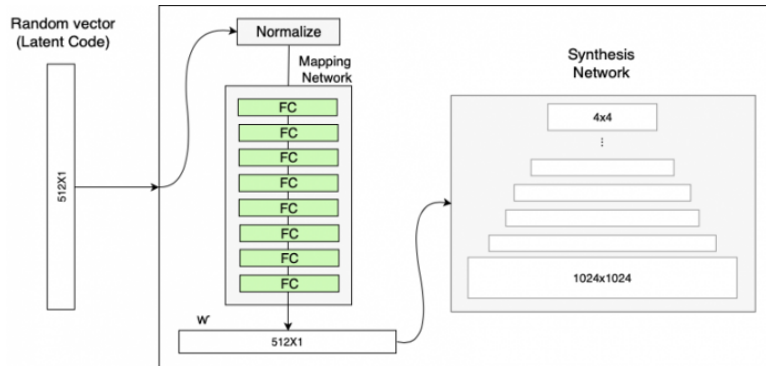 Random vector
(Latent Code)
512X1
Normalize
Mapping
Network
FC
FC
FC
FC
FC
FC
FC
FC
w
512X1
Synthesis
Network
4x4
⋮
1024x1024